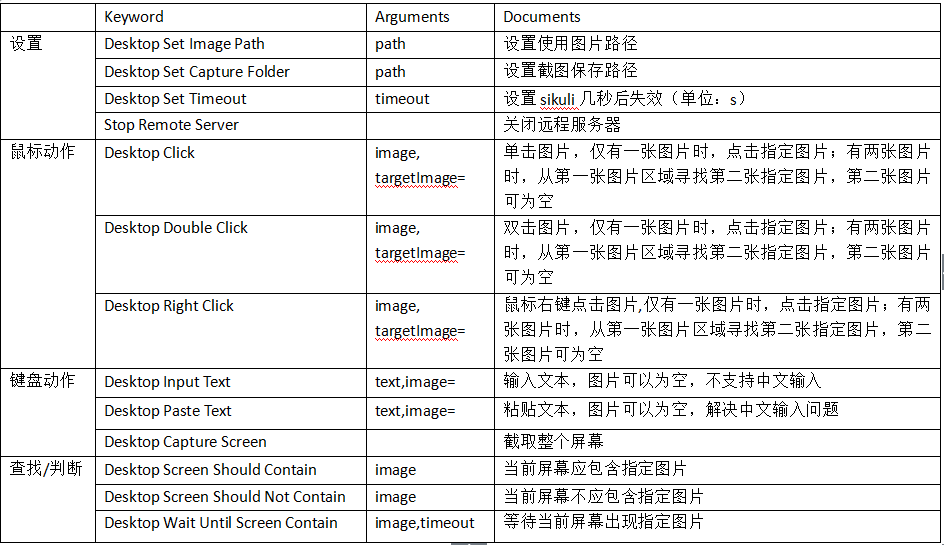 Keyword Arguments Documents
设置 Desktop Set Image Path path 设置使用图片路径
Desktop Set Capture Folder path 设置截图保存路径
Desktop Set Timeout timeout 设置 sikuli 几秒后失效（单位：s）
Stop Remote Server 关闭远程服务器
鼠标动作 Desktop Click image, 单击图片，仅有一张图片时，点击指定图片；有两张图片
targetImage= 时，从第一张图片区域寻找第二张指定图片，第二张图片
可为空
Desktop Double Click image, 双击图片，仅有一张图片时，点击指定图片；有两张图片
targetImage= 时，从第一张图片区域寻找第二张指定图片，第二张图片
可为空
Desktop Right Click image, 鼠标右键点击图片,仅有一张图片时，点击指定图片；有两
targetImage= 张图片时，从第一张图片区域寻找第二张指定图片，第二
张图片可为空
键盘动作 Desktop Input Text text,image= 输入文本，图片可以为空，不支持中文输入
Desktop Paste Text text,image= 粘贴文本，图片可以为空，解决中文输入问题
Desktop Capture Screen 截取整个屏幕
查找/判断 Desktop Screen Should Contain image 当前屏幕应包含指定图片
Desktop Screen Should Not Contain image 当前屏幕不应包含指定图片
Desktop Wait Until Screen Contain image,timeout 等待当前屏幕出现指定图片